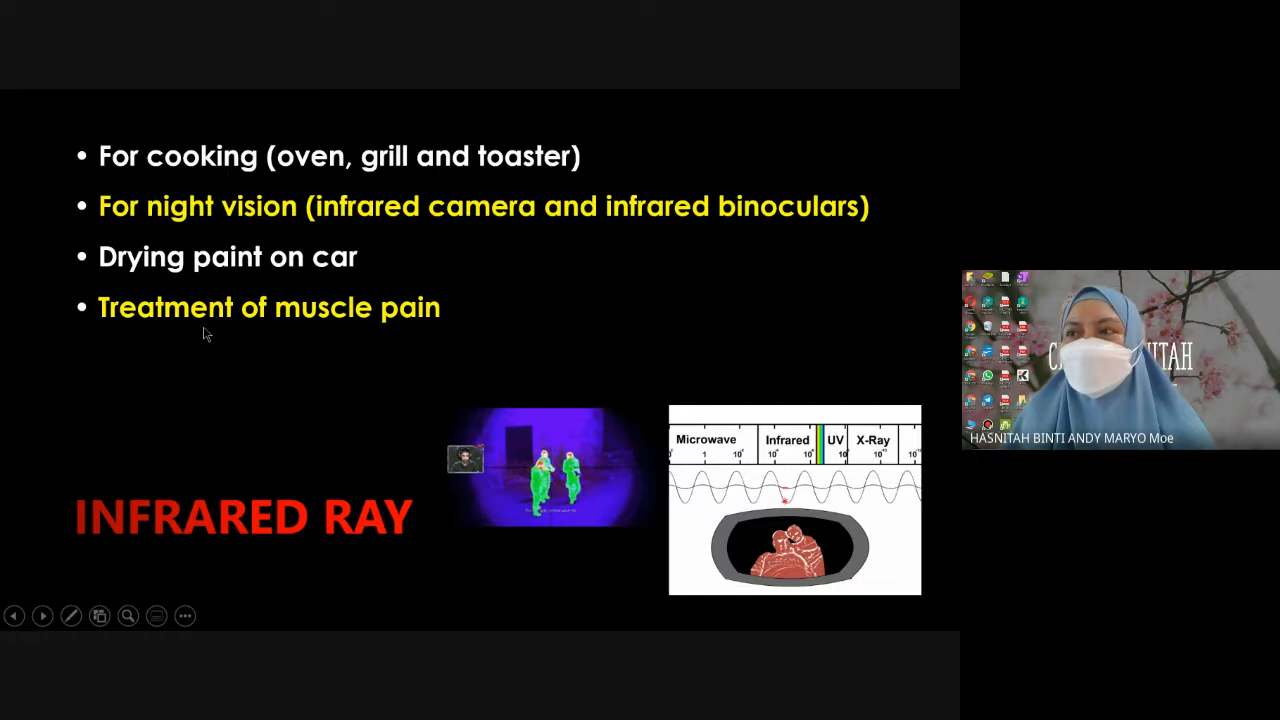 • For cooking (oven, grill and toaster)
• For night vision (infrared camera and infrared binoculars)
• Drying paint on car
• Treatment of muscle pain
INFRARED RAY
Microwave Infrared UV X-Ray
HASNITAH BINTI ANDY MARYO Moe